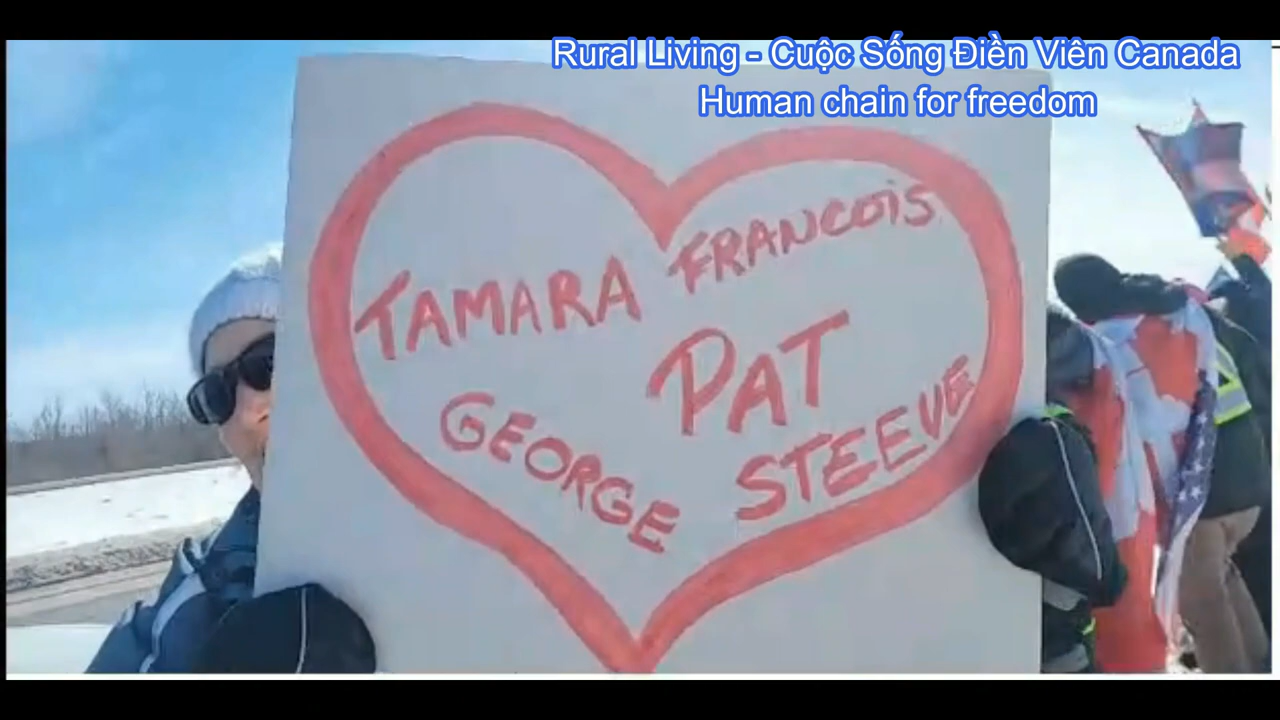 Rural Living - Cuộc Sống Điền Viên Canada
Human chain for freedom
TAMARA FRANCOIS
PAT
GEORGE STEEVE